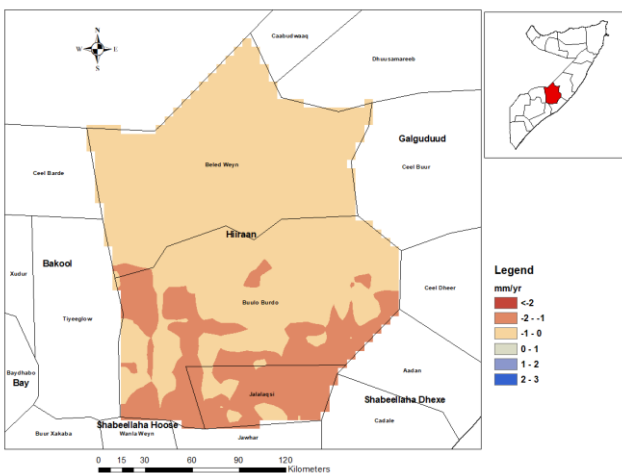 N
W E
S
Caabudwaaq
Dhuusamareeb
Galguduud
Ceel Barde
Beled Weyn
Ceel Buur
Hiiraan
Bakool
Xudur
Ceel Dheer
Tiyeeglow
Buulo Burdo
Baydhabo
Bay
Aadan
Jalalaqsi
Shabeellaha Dhexe
Cadale
Shabeellaha Hoose
Buur Xakaba
Wanla Weyn
Jawhar
Legend
mm/yr
<-2
-2 - -1
-1 - 0
0 - 1
1 - 2
2 - 3
0 15 30 60 90 120
Kilometers